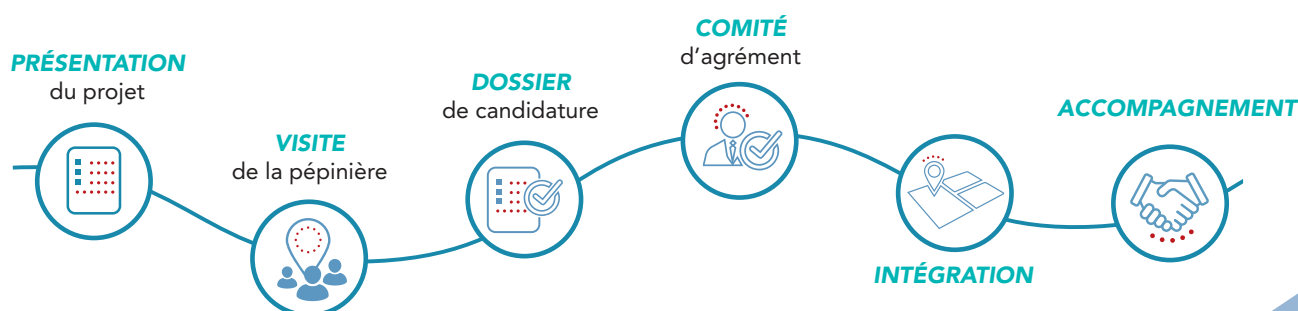 PRÉSENTATION
du projet
VISITE
de la pépinière
DOSSIER
de candidature
COMITÉ
d'agrément
INTÉGRATION
ACCOMPAGNEMENT